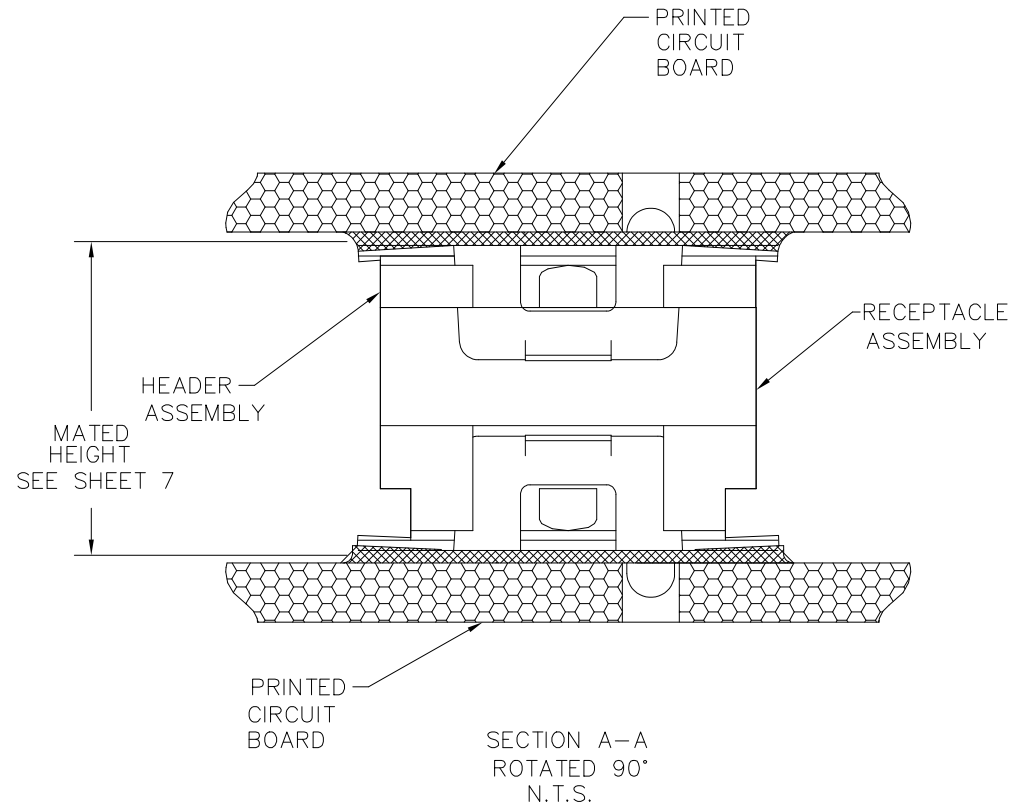 PRINTED
CIRCUIT
BOARD
RECEPTACLE
ASSEMBLY
HEADER
ASSEMBLY
MATED
HEIGHT
SEE SHEET 7
PRINTED
CIRCUIT
BOARD
SECTION A-A
ROTATED 90°
N.T.S.